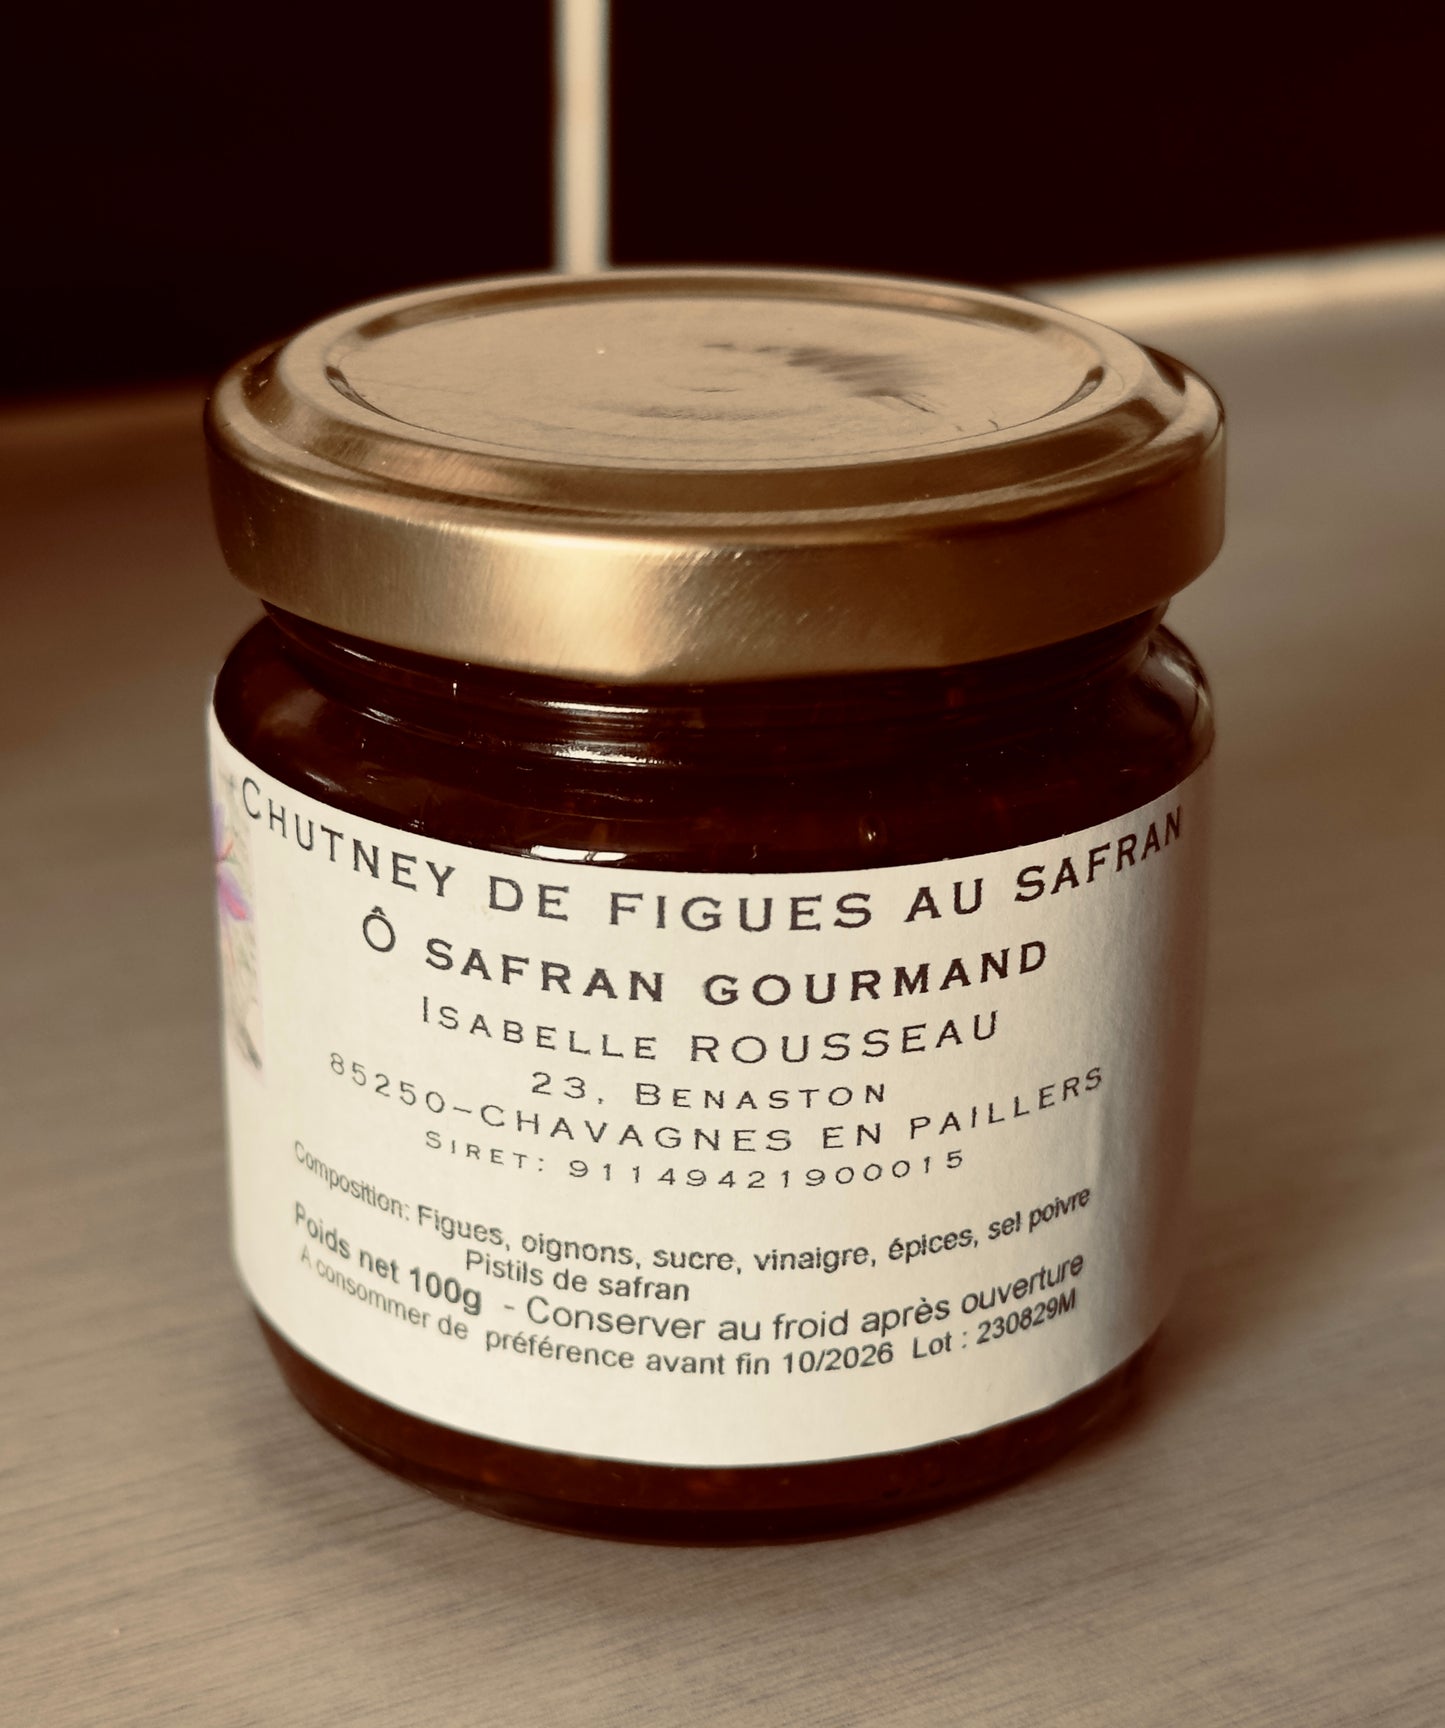 CHUTNEY DE FIGUES AU SAFRAN
Ô SAFRAN GOURMAND
ISABELLE ROUSSEAU
23, BENASTON
85250-CHAVAGNES EN PAILLERS
SIRET: 91149421900015
Composition: Figues, oignons, sucre, vinaigre, épices, sel poivre
Pistils de safran
Poids net 100g - Conserver au froid après ouverture
A consommer de préférence avant fin 10/2026 Lot : 230829M